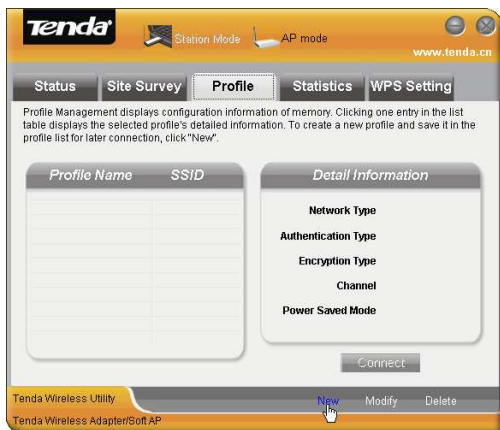 Tenda
Station Mode
AP mode
www.tenda.cn
Status
Site Survey
Profile
Statistics
WPS Setting
Profile Management displays configuration information of memory. Clicking one entry in the list
table displays the selected profile's detailed information. To create a new profile and save it in the
profile list for later connection, click "New".
Profile Name SSID
Detail Information
Network Type
Authentication Type
Encryption Type
Channel
Power Saved Mode
Connect
Tenda Wireless Utility
New Modify Delete
Tenda Wireless Adapter/Soft AP